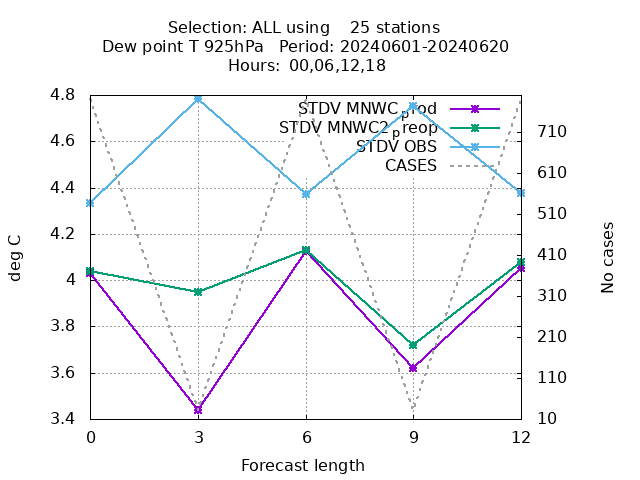 Selection: ALL using 25 stations
Dew point T 925hPa Period: 20240601-20240620
Hours: 00,06,12,18
STDV MNWC_prod
STDV MNWC2_preop
STDV OBS
CASES
4.8
4.6
4.4
4.2
4
3.8
3.6
3.4
deg C
710
610
510
410
310
210
110
10
No cases
0 3 6 9 12
Forecast length